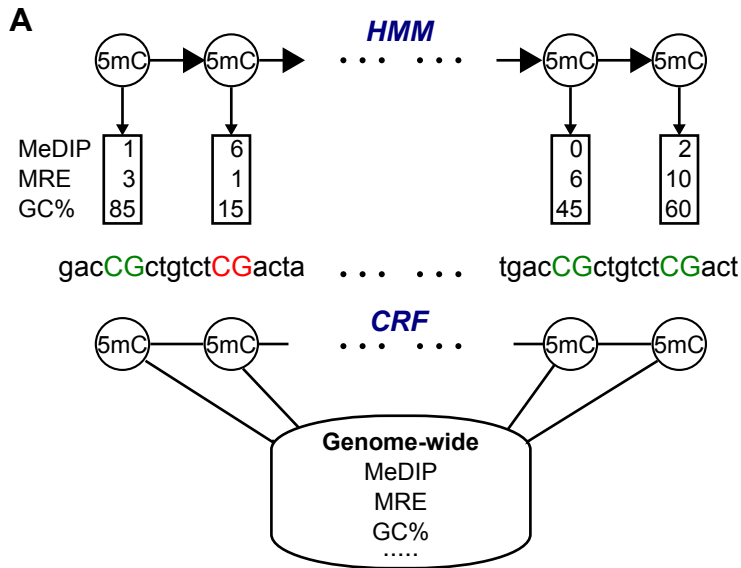 A
HMM
5mC 5mC ... ... 5mC 5mC
MeDIP 1 6 0 2
MRE 3 1 6 10
GC% 85 15 45 60
gacCGctgtctCGacta ... ... tgacCGctgtctCGact
CRF
5mC 5mC ... ... 5mC 5mC
Genome-wide
MeDIP
MRE
GC%
.....